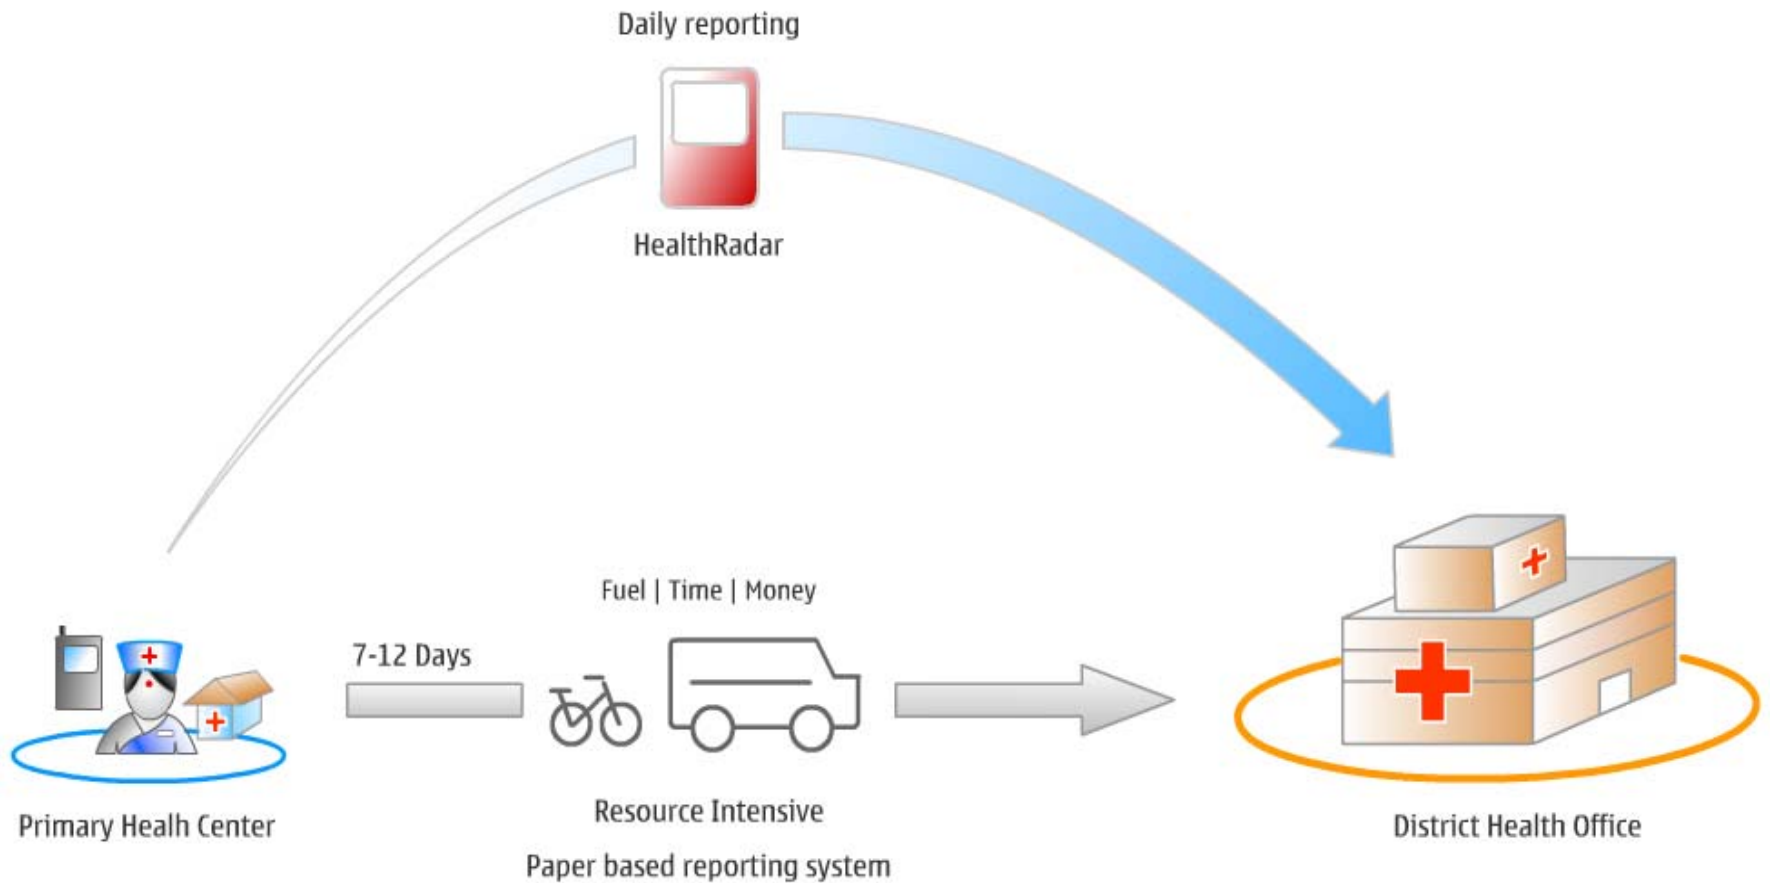 Daily reporting
HealthRadar
Fuel | Time | Money
7-12 Days
Primary Healh Center
Resource Intensive
Paper based reporting system
District Health Office